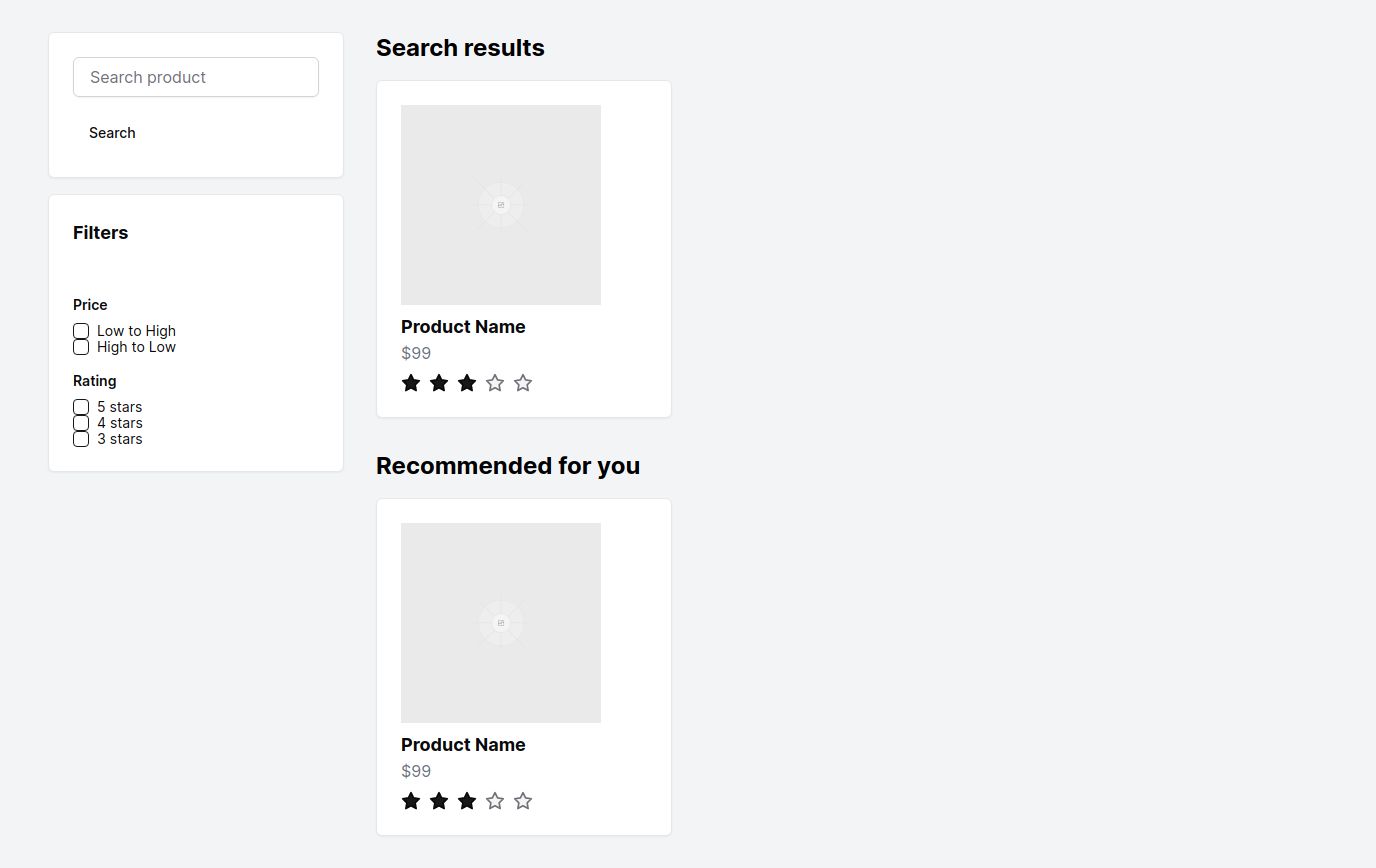 Search product
Search
Filters
Price
Low to High
High to Low
Rating
5 stars
4 stars
3 stars
Search results
Product Name
$99
Recommended for you
Product Name
$99